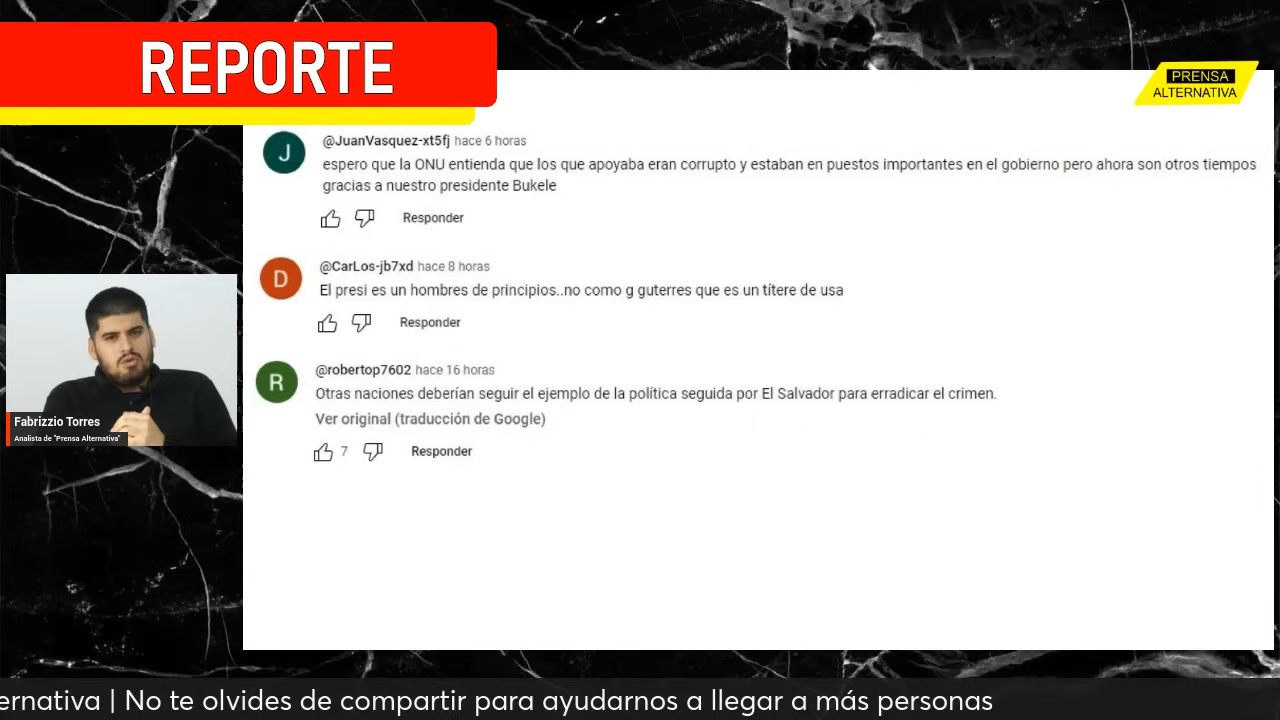 REPORTE
PRENSA
ALTERNATIVA
J
@JuanVasquez-xt5fj hace 6 horas
espero que la ONU entienda que los que apoyaba eran corrupto y estaban en puestos importantes en el gobierno pero ahora son otros tiempos
gracias a nuestro presidente Bukele
Responder
D
@CarLos-jb7xd hace 8 horas
El presi es un hombres de principios..no como g guterres que es un títere de usa
Responder
R
@robertop7602 hace 16 horas
Otras naciones deberían seguir el ejemplo de la política seguida por El Salvador para erradicar el crimen.
Ver original (traducción de Google)
7 Responder
Fabrizzio Torres
Analista de "Prensa Alternativa"
ernativa | No te olvides de compartir para ayudarnos a llegar a más personas